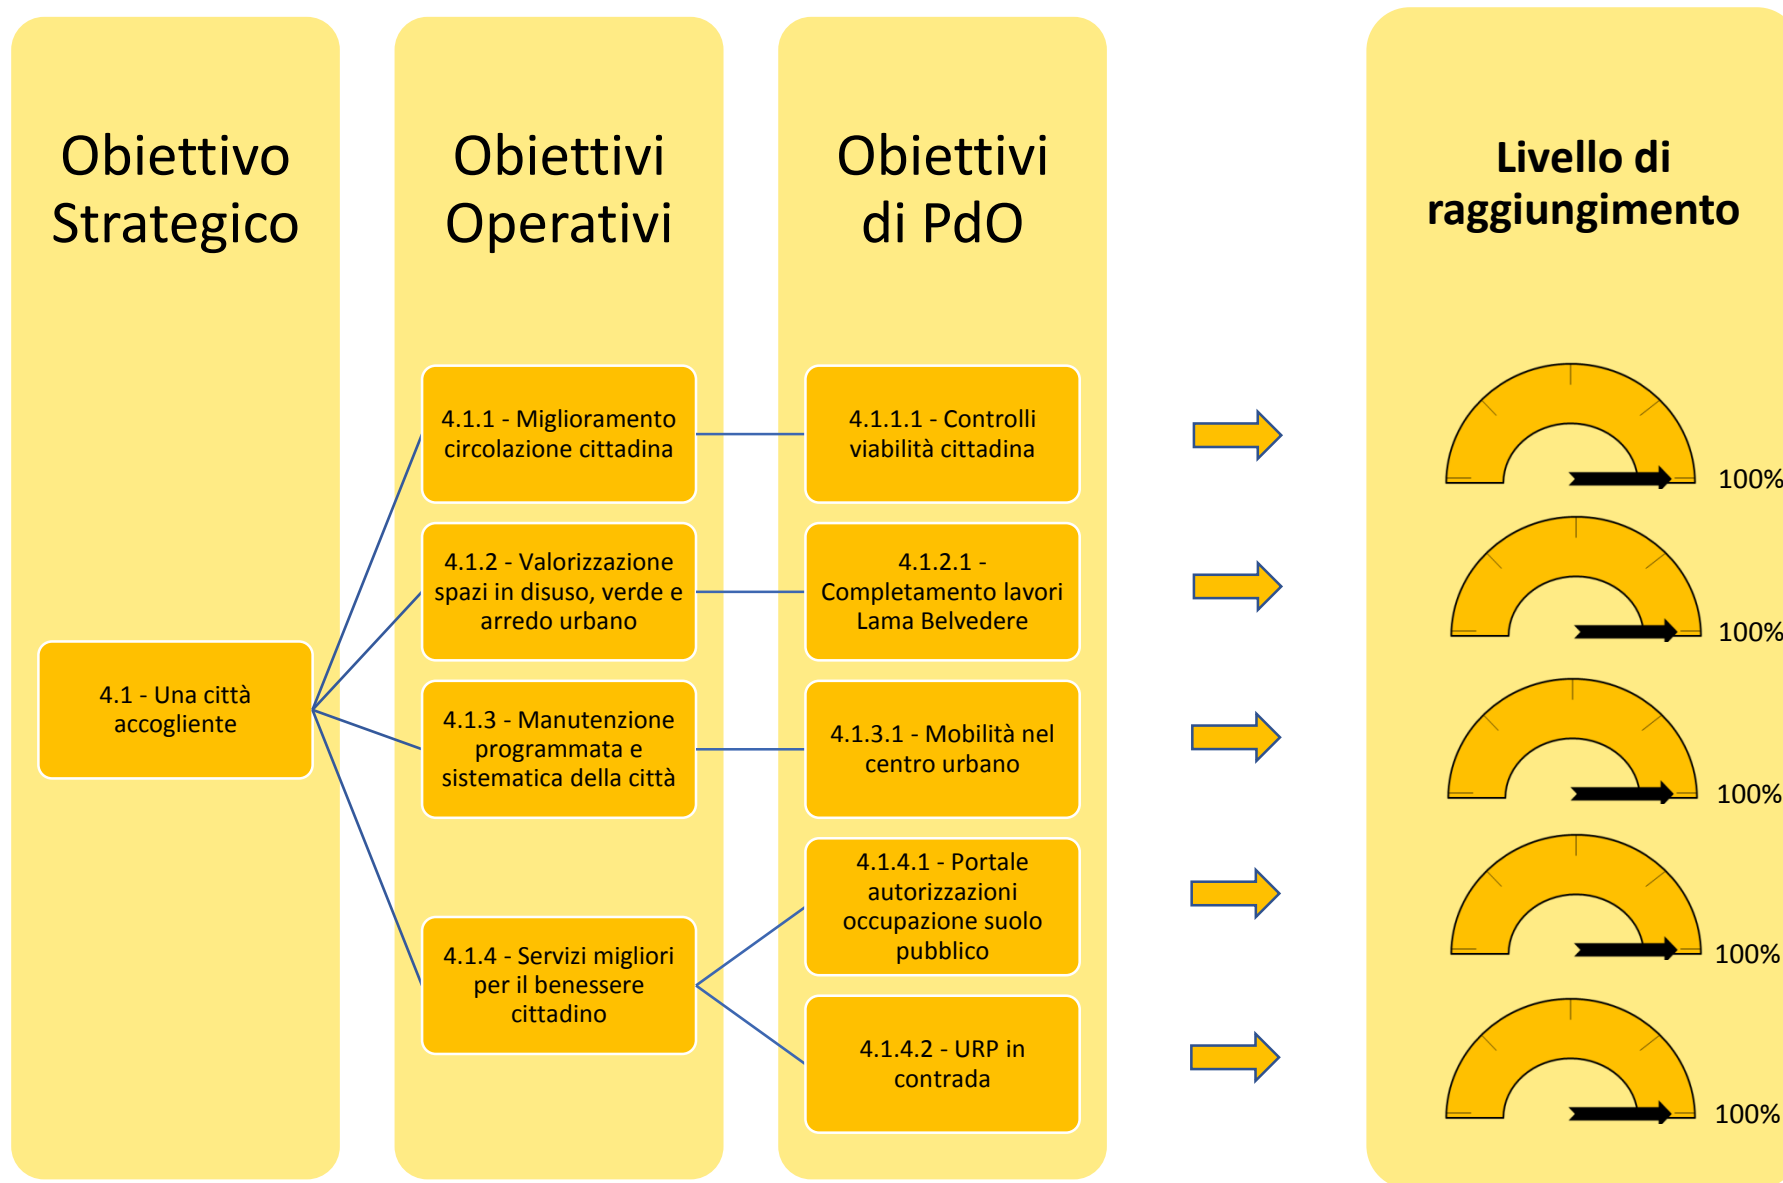 Obiettivo
Strategico
Obiettivi
Operativi
Obiettivi
di PdO
Livello di
raggiungimento
4.1 - Una città
accogliente
4.1.1 - Miglioramento
circolazione cittadina
4.1.1.1 - Controlli
viabilità cittadina
100%
4.1.2 - Valorizzazione
spazi in disuso, verde e
arredo urbano
4.1.2.1 -
Completamento lavori
Lama Belvedere
100%
4.1.3 - Manutenzione
programmata e
sistematica della città
4.1.3.1 - Mobilità nel
centro urbano
100%
4.1.4 - Servizi migliori
per il benessere
cittadino
4.1.4.1 - Portale
autorizzazioni
occupazione suolo
pubblico
100%
4.1.4.2 - URP in
contrada
100%